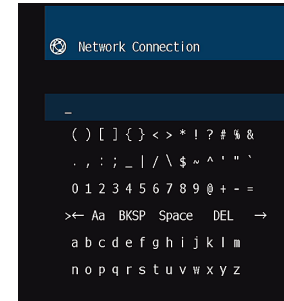 Network Connection
_
( ) [ ] { } < > * ! ? # % &
. , : ; _ | / \ $ ~ ^ ' " `
0 1 2 3 4 5 6 7 8 9 @ + - =
>← Aa BKSP Space DEL →
a b c d e f g h i j k l m
n o p q r s t u v w x y z